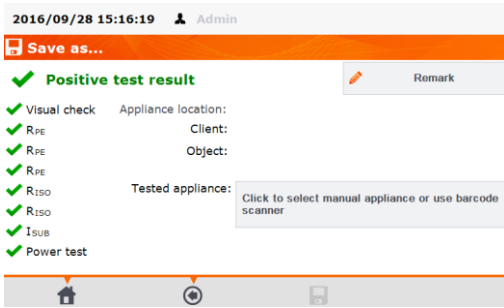 2016/09/28 15:16:19 Admin
Save as...
Positive test result
Remark
Visual check
Appliance location:
RPE
Client:
RPE
Object:
RPE
RISO
Tested appliance:
Click to select manual appliance or use barcode
scanner
RISO
ISUB
Power test